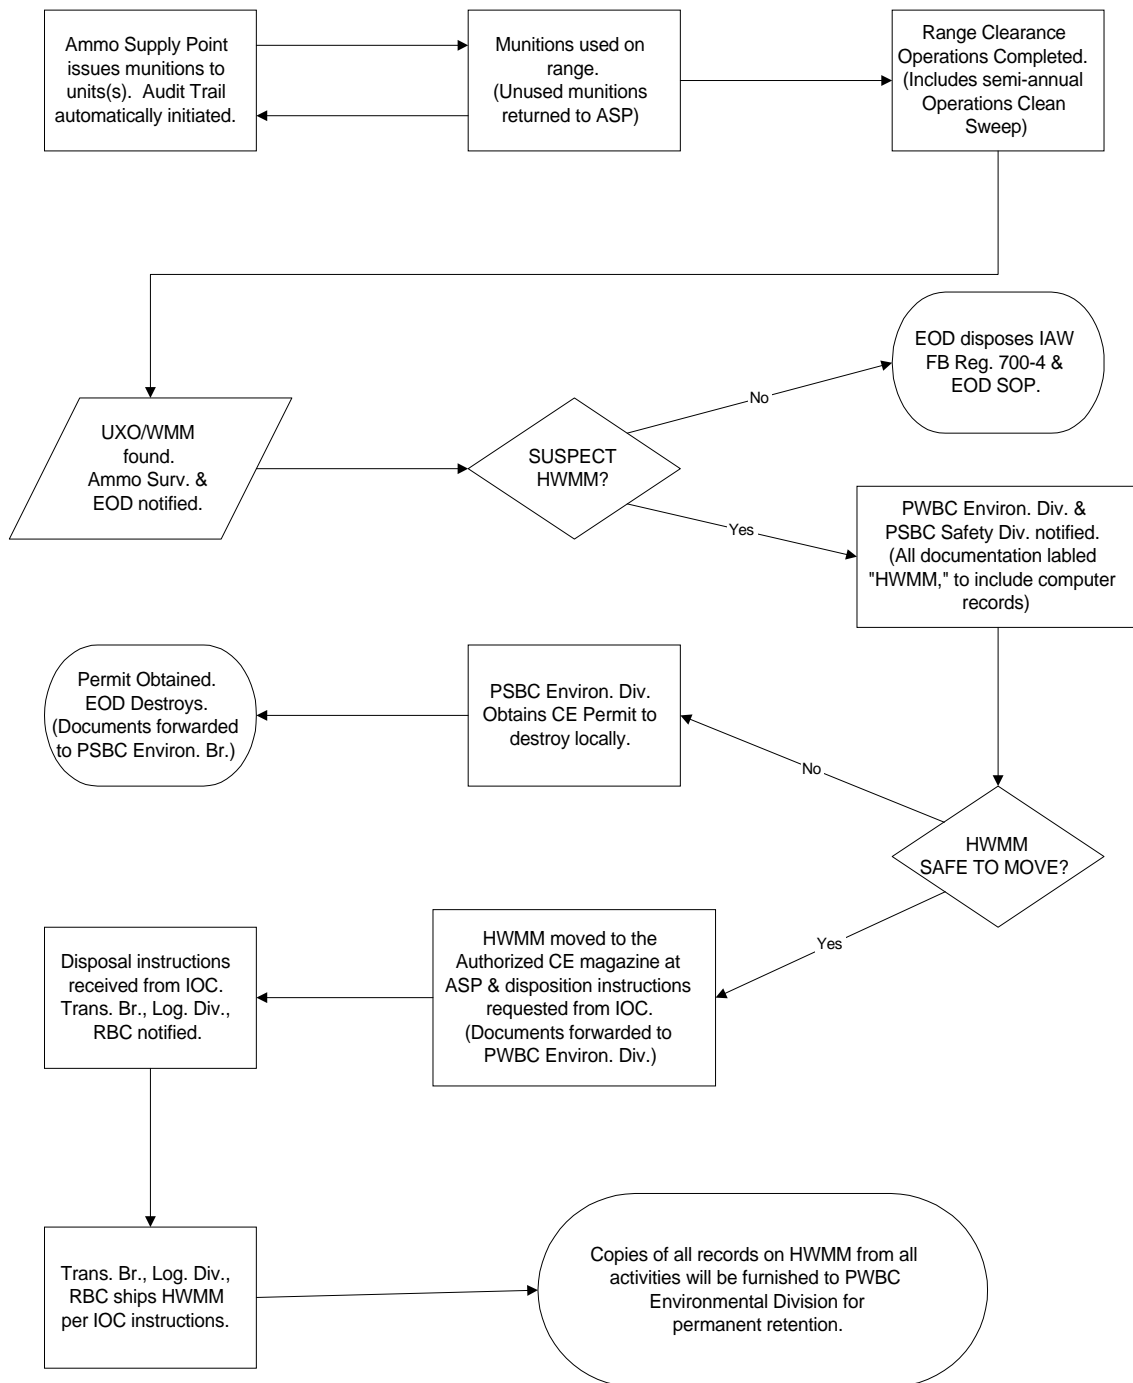 Ammo Supply Point
issues munitions to
units(s). Audit Trail
automatically initiated.
Munitions used on
range.
(Unused munitions
returned to ASP)
Range Clearance
Operations Completed.
(Includes semi-annual
Operations Clean
Sweep)
UXO/WMM
found.
Ammo Surv. &
EOD notified.
SUSPECT
HWMM?
No
EOD disposes IAW
FB Reg. 700-4 &
EOD SOP.
Yes
PWBC Environ. Div. &
PSBC Safety Div. notified.
(All documentation labled
"HWMM," to include computer
records)
HWMM
SAFE TO MOVE?
No
PSBC Environ. Div.
Obtains CE Permit to
destroy locally.
Permit Obtained.
EOD Destroys.
(Documents forwarded
to PSBC Environ. Br.)
Yes
HWMM moved to the
Authorized CE magazine at
ASP & disposition instructions
requested from IOC.
(Documents forwarded to
PWBC Environ. Div.)
Disposal instructions
received from IOC.
Trans. Br., Log. Div.,
RBC notified.
Trans. Br., Log. Div.,
RBC ships HWMM
per IOC instructions.
Copies of all records on HWMM from all
activities will be furnished to PWBC
Environmental Division for
permanent retention.